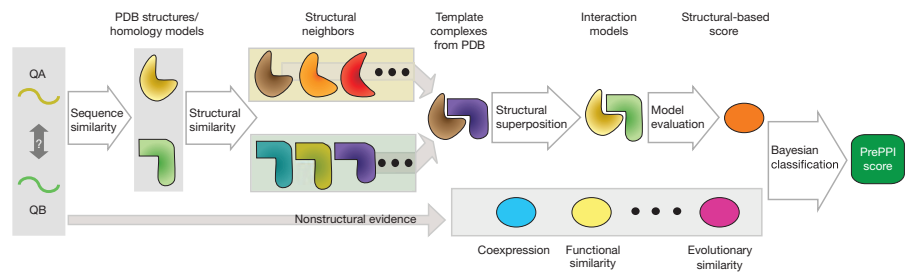 PDB structures/
homology models
Structural
neighbors
Template
complexes
from PDB
Interaction
models
Structural-based
score
QA
?
QB
Sequence
similarity
Structural
similarity
Structural
superposition
Model
evaluation
Bayesian
classification
PrePPI
score
Nonstructural evidence
Coexpression
Functional
similarity
Evolutionary
similarity